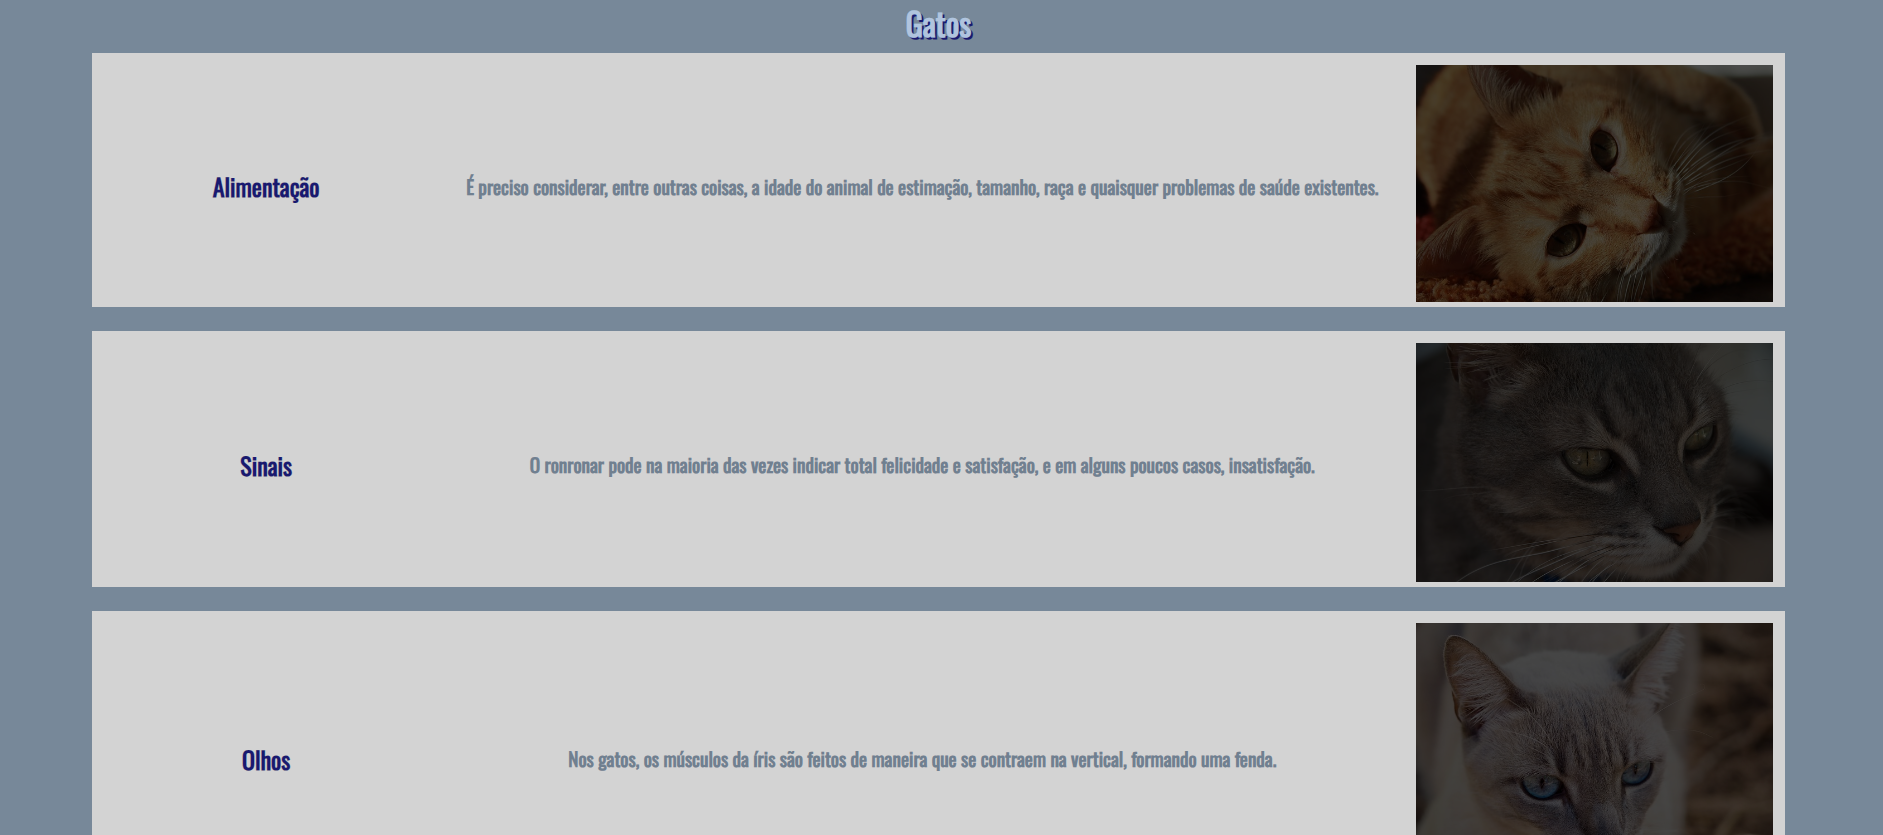 Gatos
Alimentação
É preciso considerar, entre outras coisas, a idade do animal de estimação, tamanho, raça e quaisquer problemas de saúde existentes.
Sinais
O ronronar pode na maioria das vezes indicar total felicidade e satisfação, e em alguns poucos casos, insatisfação.
Olhos
Nos gatos, os músculos da íris são feitos de maneira que se contraem na vertical, formando uma fenda.